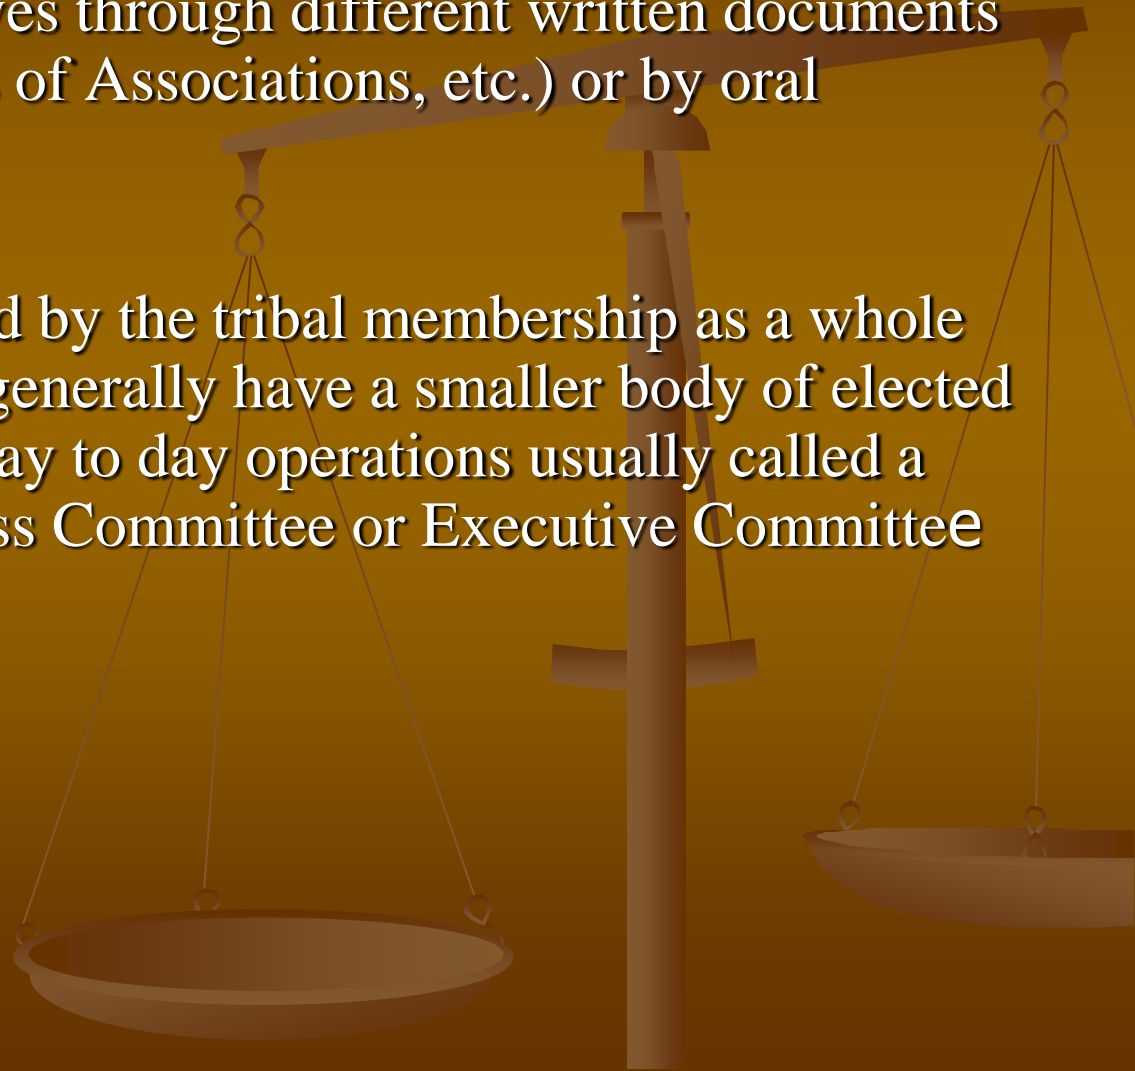 ves through different written documents
of Associations, etc.) or by oral
d by the tribal membership as a whole
generally have a smaller body of elected
ay to day operations usually called a
ss Committee or Executive Committee